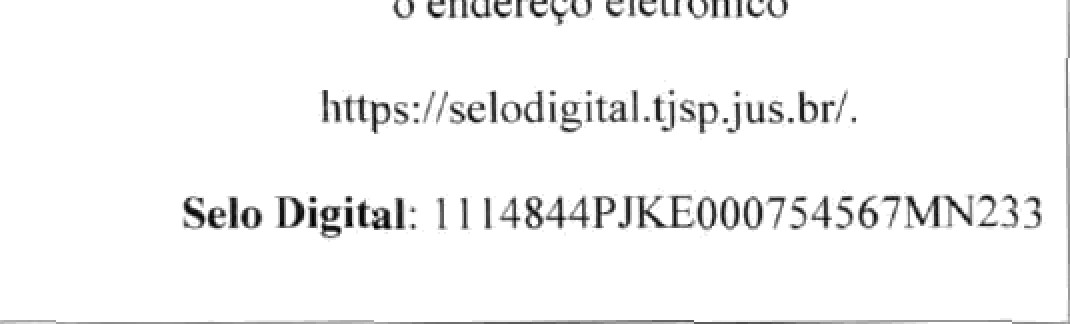 o endereço eletrônico
https://selodigital.tjsp.jus.br/.
Selo Digital: 1114844PJKE000754567MN233